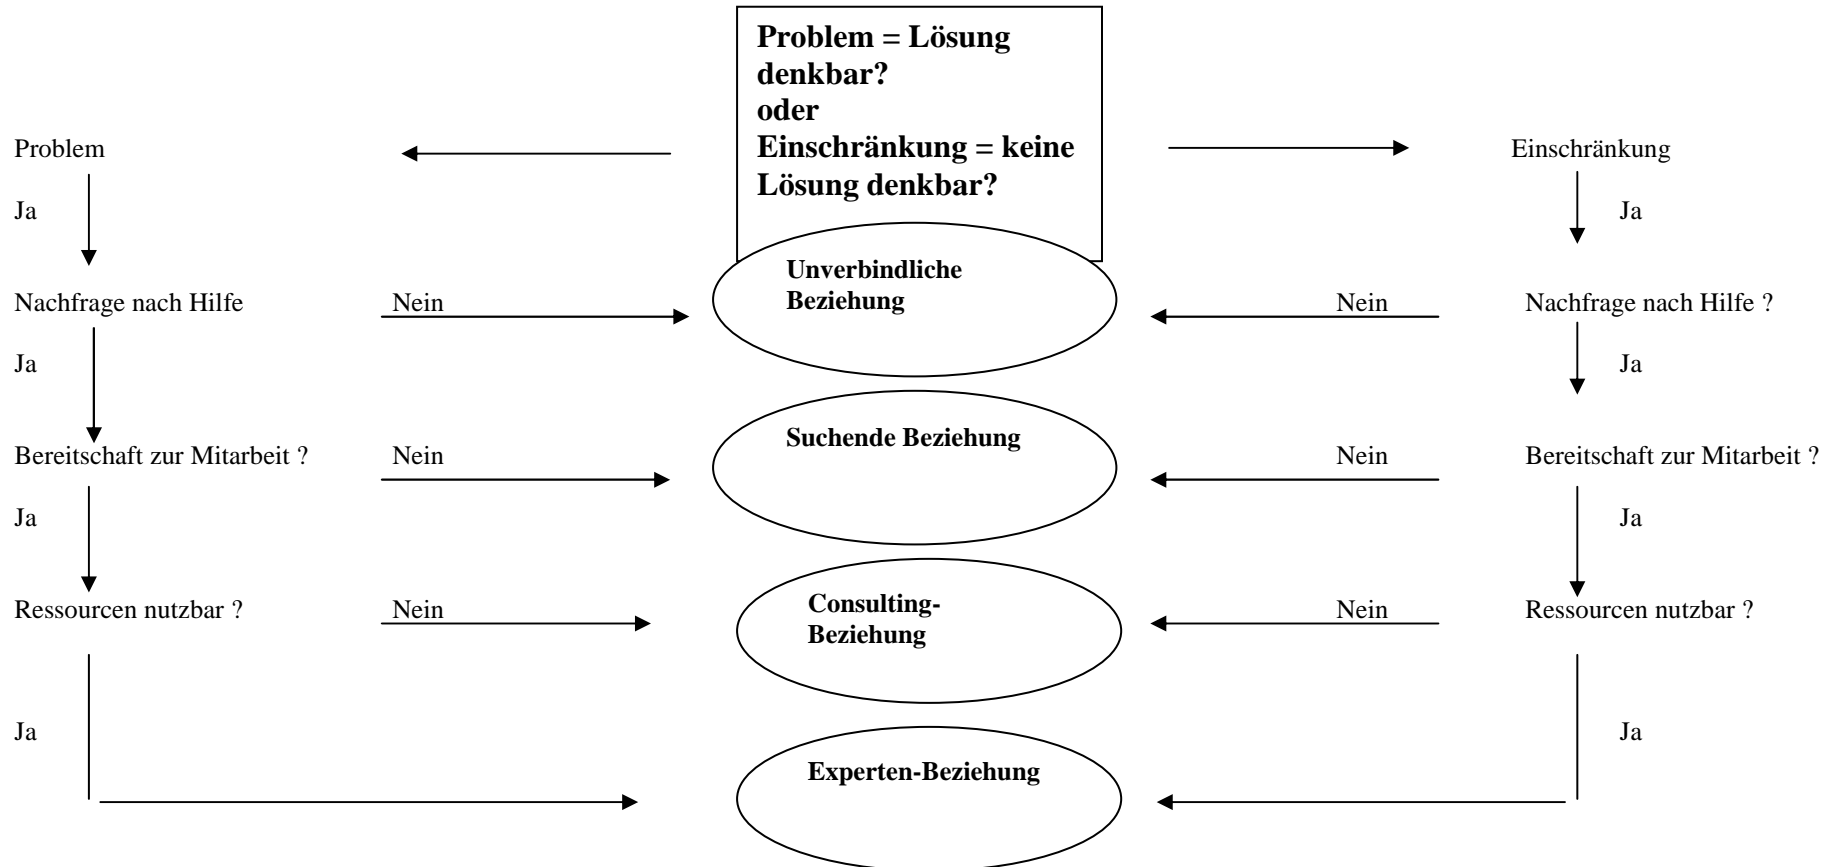 Problem = Lösung
denkbar?
oder
Einschränkung = keine
Lösung denkbar?
Problem
Einschränkung
Ja
Ja
Unverbindliche
Beziehung
Nachfrage nach Hilfe
Nein
Nein
Nachfrage nach Hilfe ?
Ja
Ja
Suchende Beziehung
Bereitschaft zur Mitarbeit ?
Nein
Nein
Bereitschaft zur Mitarbeit ?
Ja
Ja
Consulting-
Beziehung
Ressourcen nutzbar ?
Nein
Nein
Ressourcen nutzbar ?
Ja
Ja
Experten-Beziehung